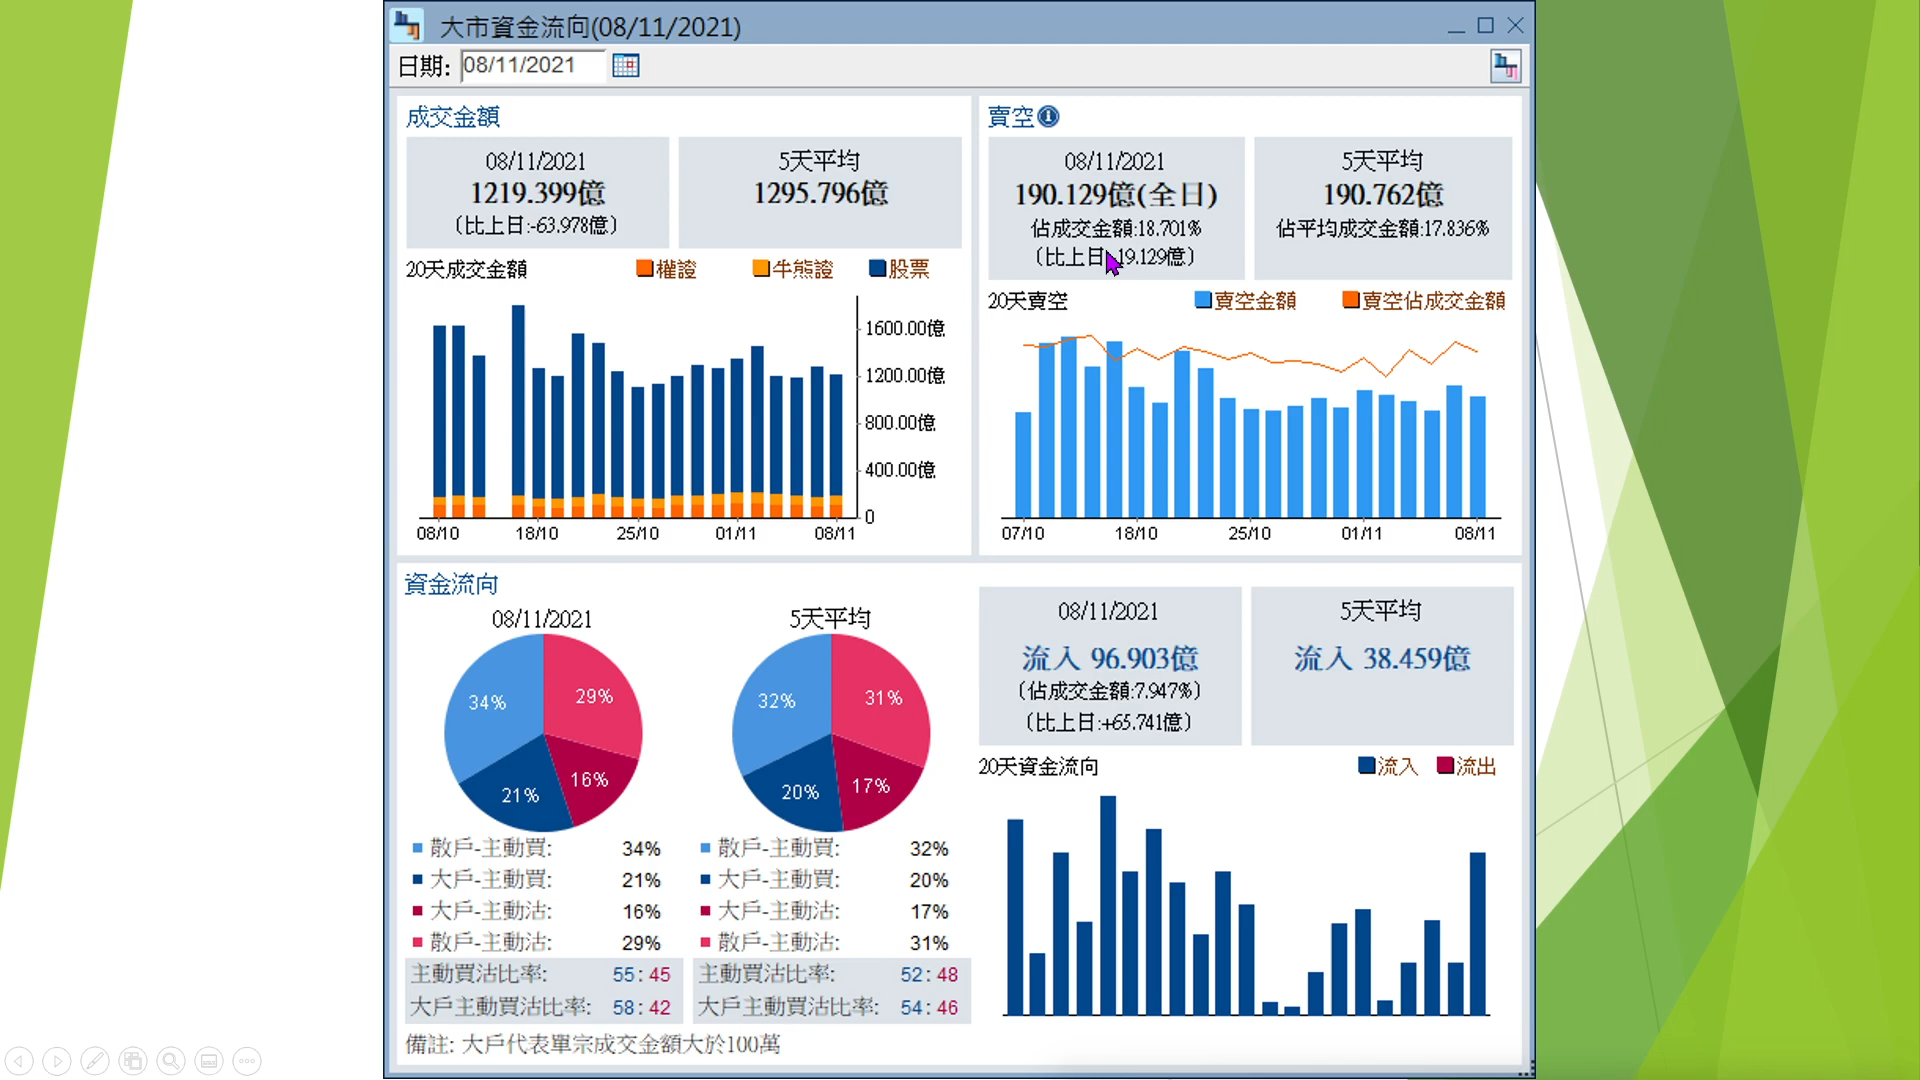 大市資金流向(08/11/2021)
日期: 08/11/2021
成交金額
08/11/2021
1219.399億
(比上日:-63.978億)
5天平均
1295.796億
20天成交金額 權證 牛熊證 股票
1600.00億
1200.00億
800.00億
400.00億
0
08/10 18/10 25/10 01/11 08/11
賣空
08/11/2021
190.129億(全日)
佔成交金額:18.701%
(比上日 19.129億)
5天平均
190.762億
佔平均成交金額:17.836%
20天賣空 賣空金額 賣空佔成交金額
07/10 18/10 25/10 01/11 08/11
資金流向
08/11/2021
34% 29%
21% 16%
散戶-主動買: 34%
大戶-主動買: 21%
大戶-主動沽: 16%
散戶-主動沽: 29%
主動買沽比率: 55:45
大戶主動買沽比率: 58:42
5天平均
32% 31%
20% 17%
散戶-主動買: 32%
大戶-主動買: 20%
大戶-主動沽: 17%
散戶-主動沽: 31%
主動買沽比率: 52:48
大戶主動買沽比率: 54:46
備註: 大戶代表單宗成交金額大於100萬
08/11/2021
流入 96.903億
(佔成交金額:7.947%)
(比上日:+65.741億)
5天平均
流入 38.459億
20天資金流向 流入 流出